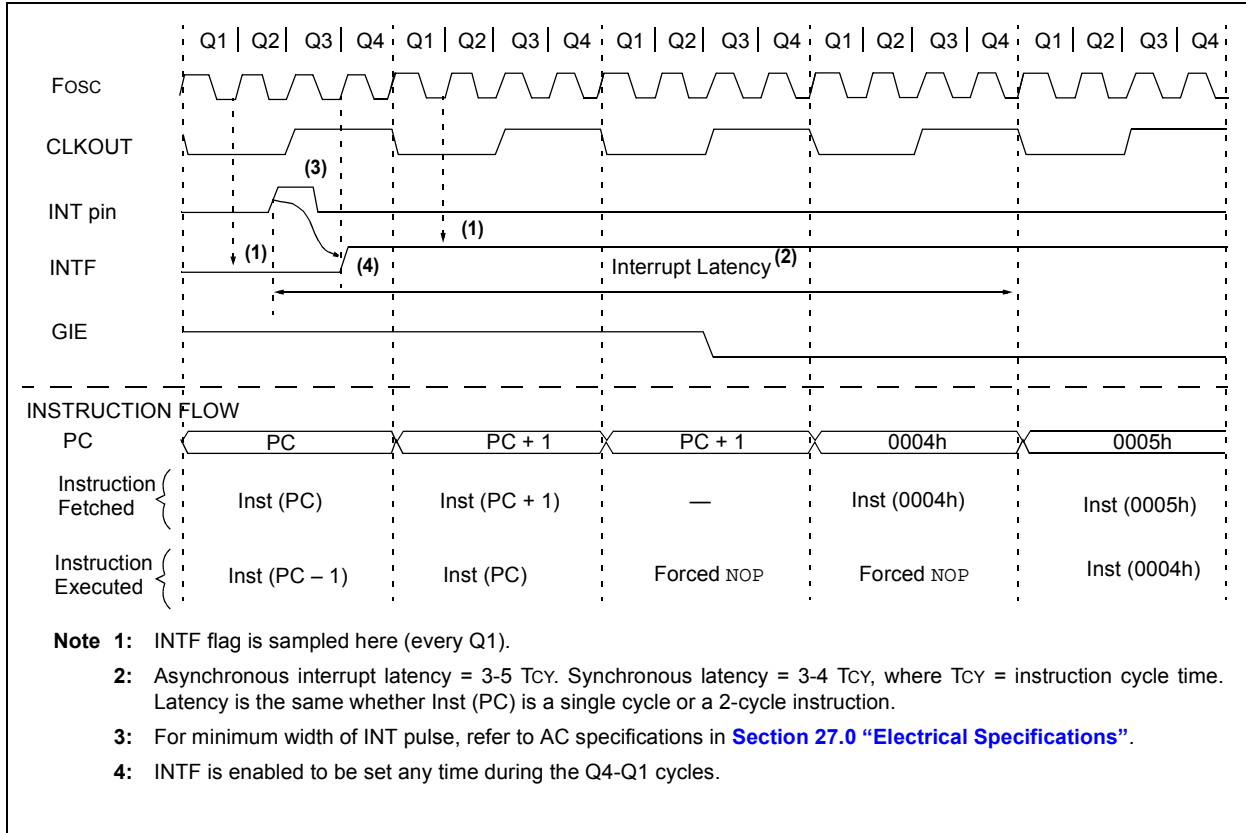 Q1 Q2 Q3 Q4 Q1 Q2 Q3 Q4 Q1 Q2 Q3 Q4 Q1 Q2 Q3 Q4 Q1 Q2 Q3 Q4
FOSC
CLKOUT
(3)
INT pin
(1) (1)
INTF (4) Interrupt Latency (2)
GIE
INSTRUCTION FLOW
PC PC PC + 1 PC + 1 0004h 0005h
Instruction Fetched Inst (PC) Inst (PC + 1) — Inst (0004h) Inst (0005h)
Instruction Executed Inst (PC – 1) Inst (PC) Forced NOP Forced NOP Inst (0004h)
Note 1: INTF flag is sampled here (every Q1).
2: Asynchronous interrupt latency = 3-5 TCY. Synchronous latency = 3-4 TCY, where TCY = instruction cycle time.
Latency is the same whether Inst (PC) is a single cycle or a 2-cycle instruction.
3: For minimum width of INT pulse, refer to AC specifications in Section 27.0 “Electrical Specifications”.
4: INTF is enabled to be set any time during the Q4-Q1 cycles.